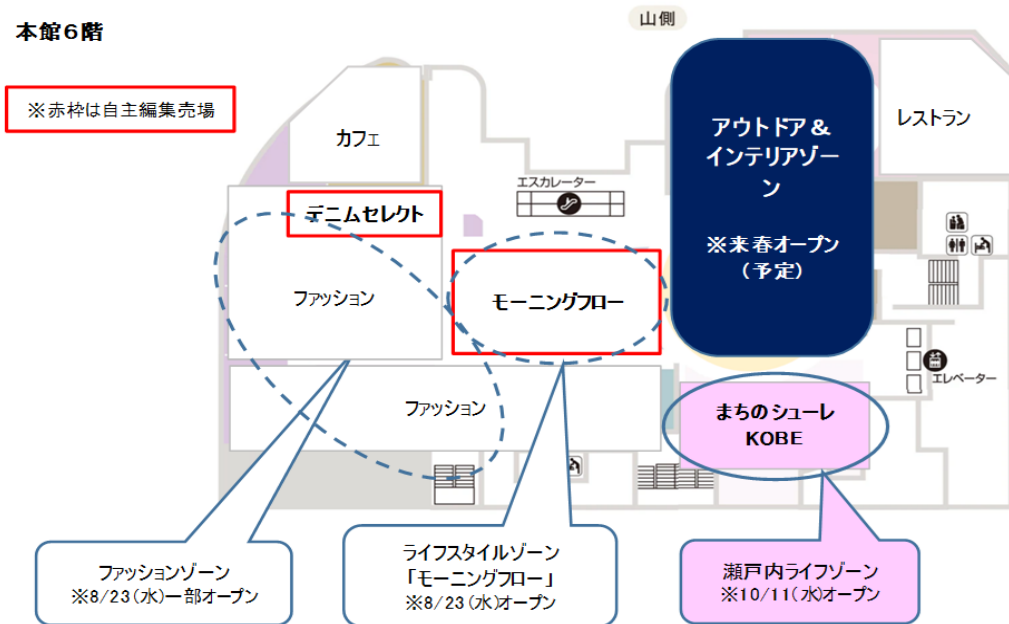 本館6階
山側
※赤枠は自主編集売場
カフェ
アウトドア＆
インテリアゾー
ン
※来春オープン
（予定）
レストラン
エスカレーター
デニムセレクト
ファッション
モーニングフロー
エレベーター
ファッション
まちのシューレ
KOBE
ファッションゾーン
※8/23（水）一部オープン
ライフスタイルゾーン
「モーニングフロー」
※8/23（水）オープン
瀬戸内ライフゾーン
※10/11（水）オープン